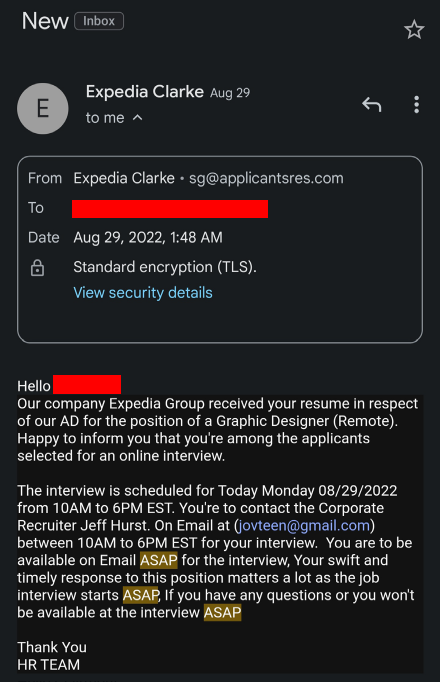 New Inbox
E
Expedia Clarke Aug 29
to me
From Expedia Clarke • sg@applicantsres.com
To
Date Aug 29, 2022, 1:48 AM
Standard encryption (TLS).
View security details
Hello
Our company Expedia Group received your resume in respect
of our AD for the position of a Graphic Designer (Remote).
Happy to inform you that you're among the applicants
selected for an online interview.
The interview is scheduled for Today Monday 08/29/2022
from 10AM to 6PM EST. You're to contact the Corporate
Recruiter Jeff Hurst. On Email at (jovteen@gmail.com)
between 10AM to 6PM EST for your interview.  You are to be
available on Email ASAP for the interview, Your swift and
timely response to this position matters a lot as the job
interview starts ASAP, If you have any questions or you won't
be available at the interview ASAP
Thank You
HR TEAM